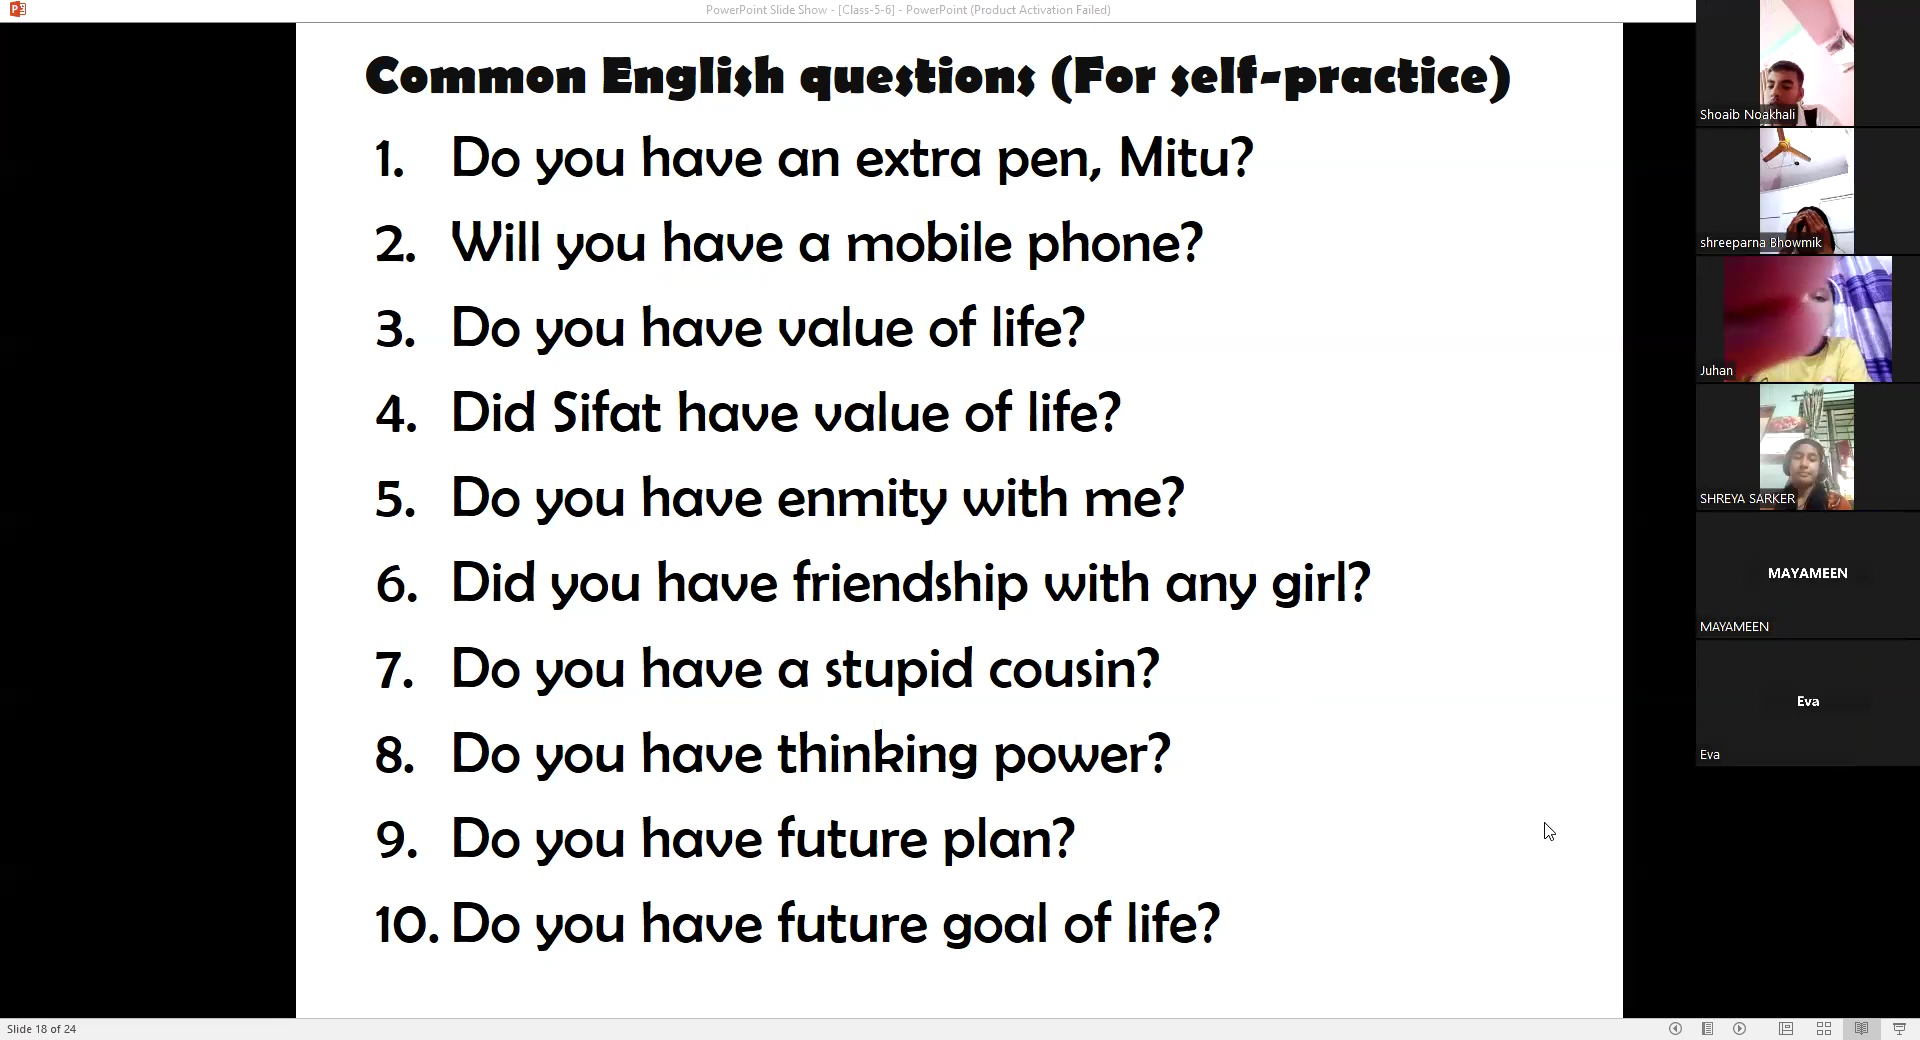 PowerPoint Slide Show - [Class-5-6] - PowerPoint (Product Activation Failed)
Common English questions (For self-practice)
1. Do you have an extra pen, Mitu?
2. Will you have a mobile phone?
3. Do you have value of life?
4. Did Sifat have value of life?
5. Do you have enmity with me?
6. Did you have friendship with any girl?
7. Do you have a stupid cousin?
8. Do you have thinking power?
9. Do you have future plan?
10. Do you have future goal of life?
Shoaib Noakhali
shreeparna Bhowmik
Juhan
SHREYA SARKER
MAYAMEEN
MAYAMEEN
Eva
Eva
Slide 18 of 24